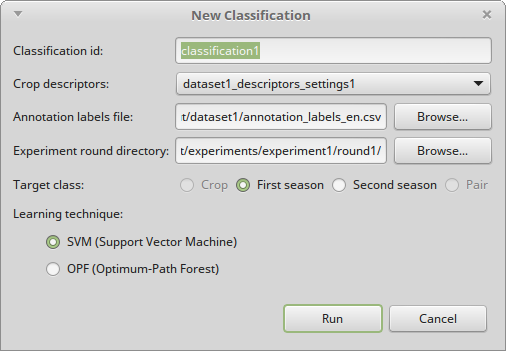 New Classification
Classification id: classification1
Crop descriptors: dataset1_descriptors_settings1
Annotation labels file: t/dataset1/annotation_labels_en.csv Browse...
Experiment round directory: t/experiments/experiment1/round1/ Browse...
Target class: Crop First season Second season Pair
Learning technique:
SVM (Support Vector Machine)
OPF (Optimum-Path Forest)
Run Cancel